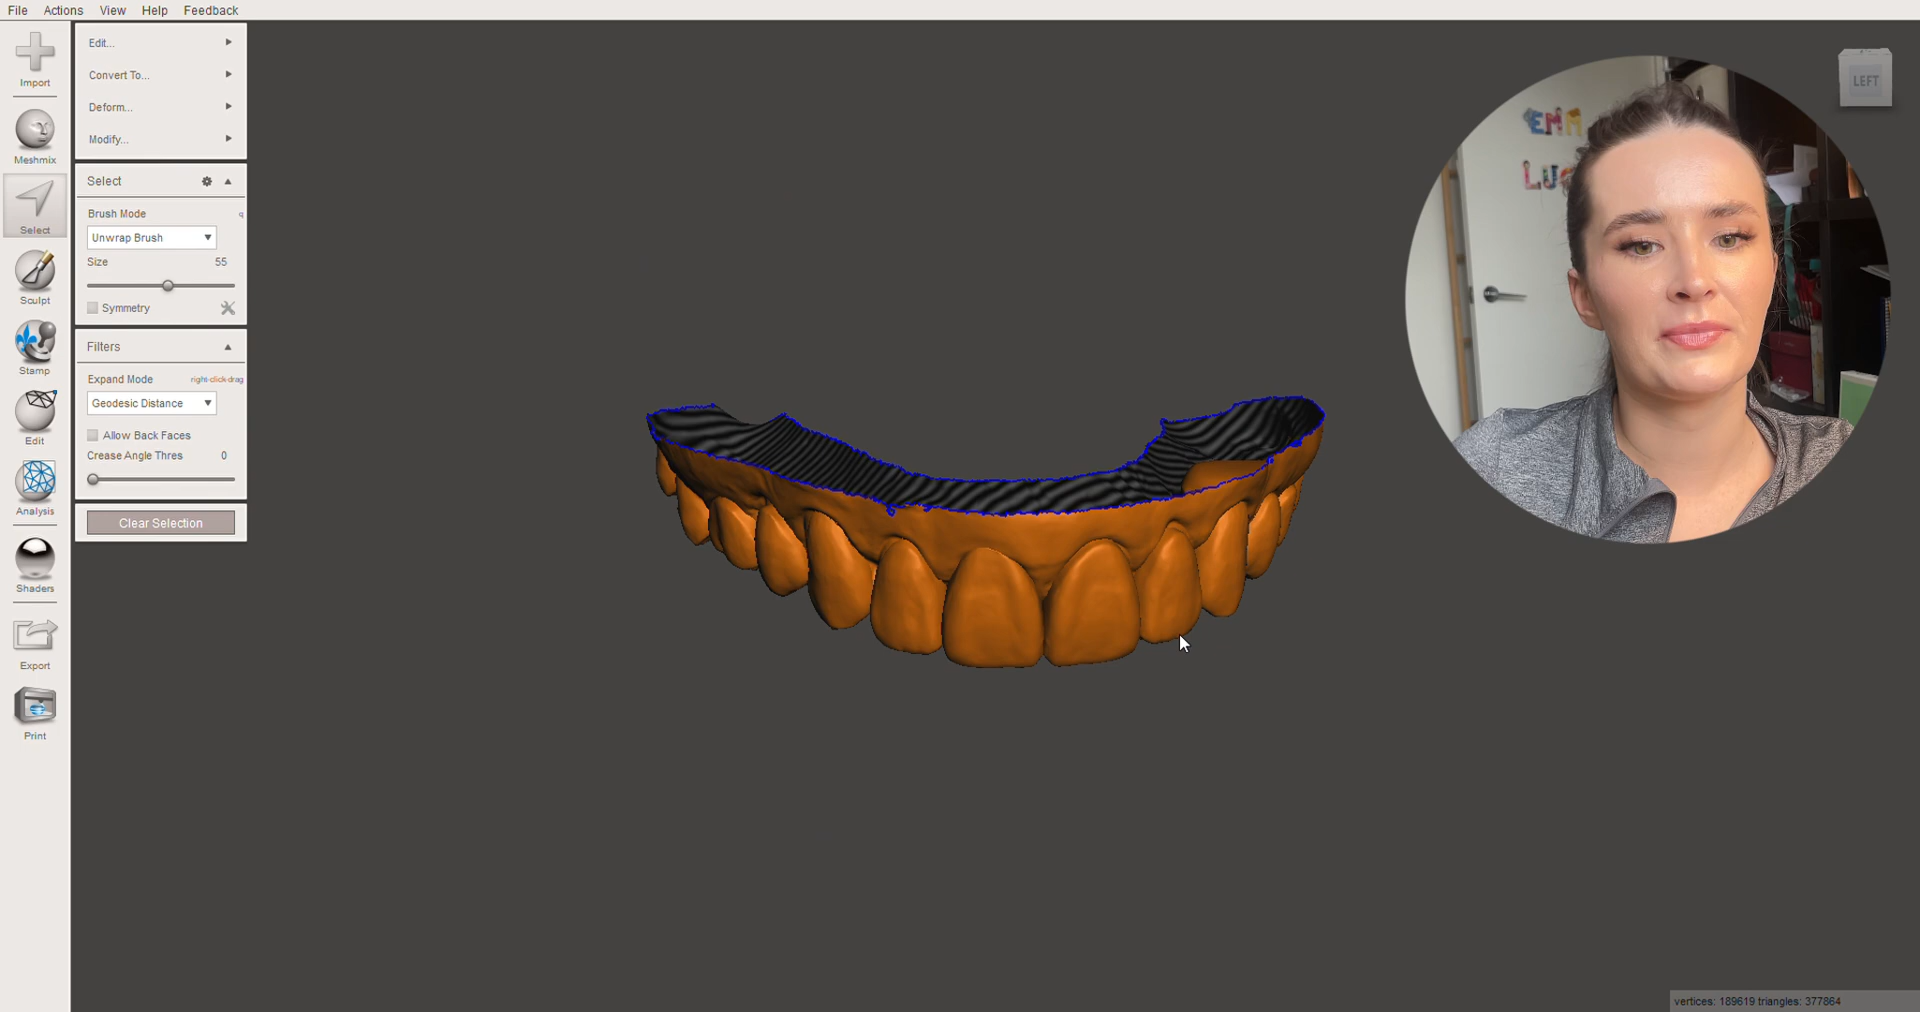 File Actions View Help Feedback
Import
Meshmix
Select
Sculpt
Stamp
Edit
Analysis
Shaders
Export
Print
Edit...
Convert To...
Deform...
Modify...
Select
Brush Mode q
Unwrap Brush
Size 55
Symmetry
Filters
Expand Mode right-click-drag
Geodesic Distance
Allow Back Faces
Crease Angle Thres 0
Clear Selection
EMM
LEFT
vertices: 189619 triangles: 377864